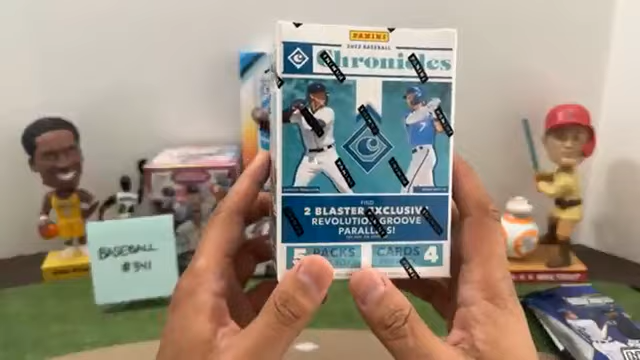 PANINI
2022 BASEBALL
Chronicles
FIND
2 BLASTER EXCLUSIVE
REVOLUTION GROOVE
PARALLELS!
5 PACKS
CARDS 4
BASEBALL
#341